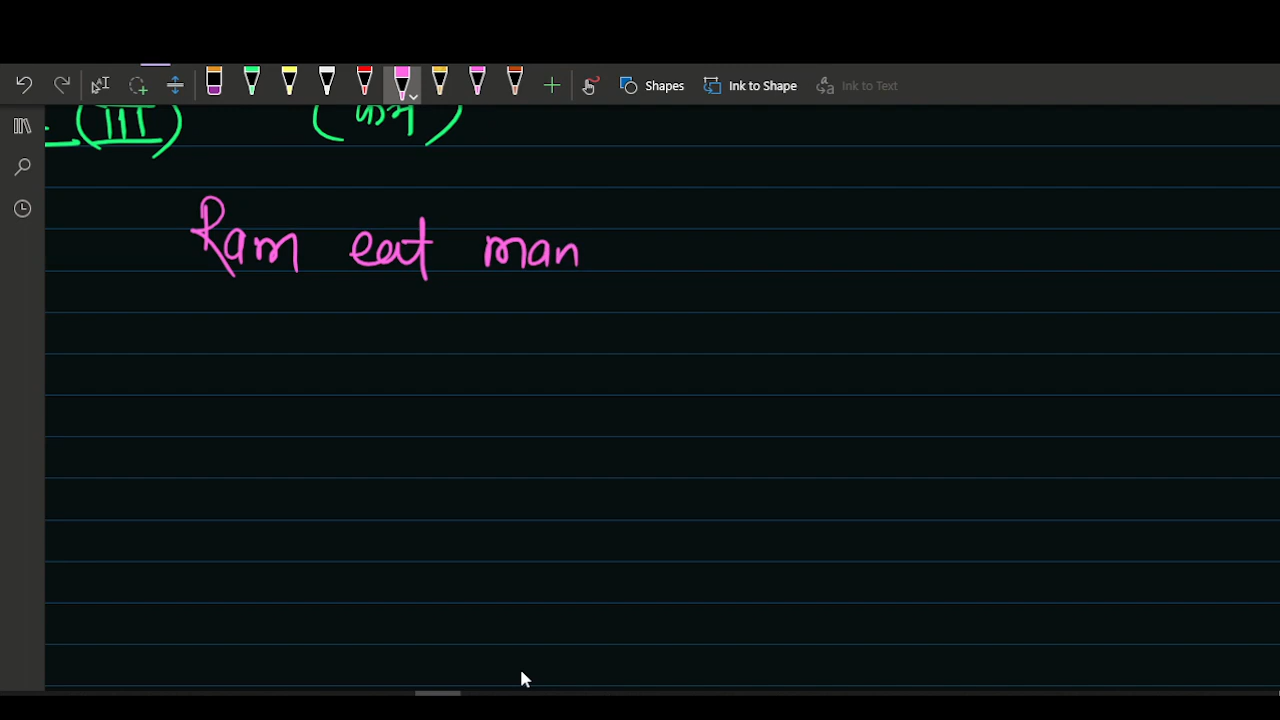 Shapes Ink to Shape Ink to Text
(III)
Ram eat man